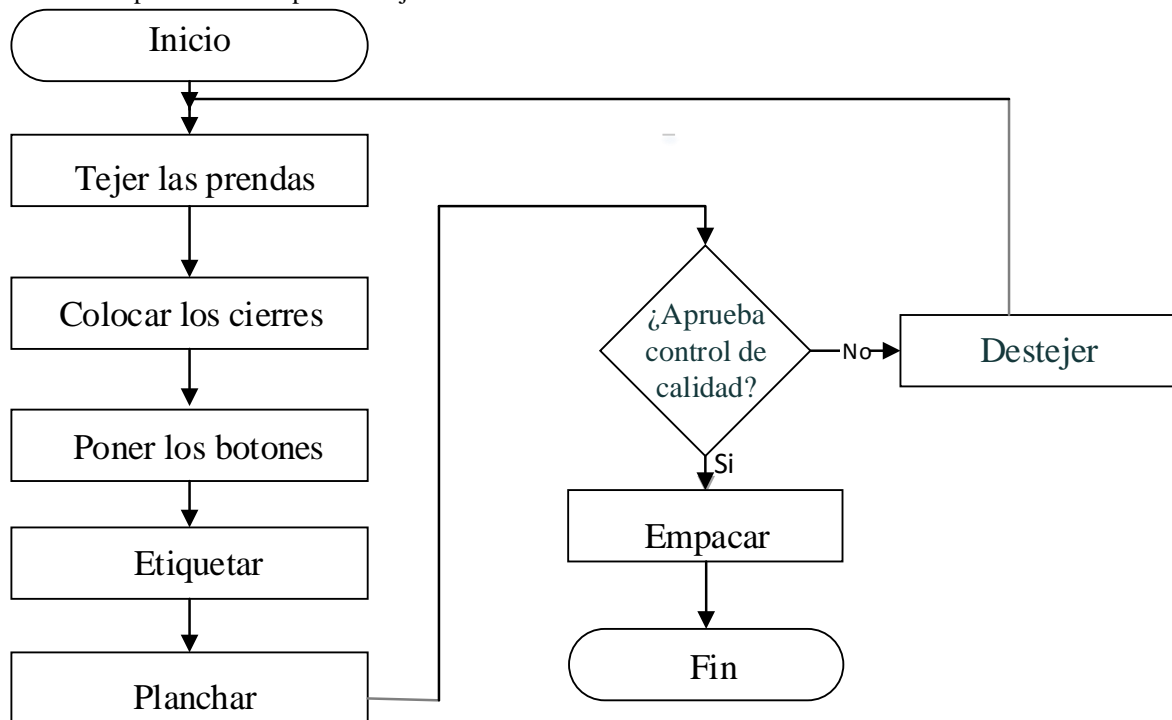 Inicio
Tejer las prendas
Colocar los cierres
Poner los botones
Etiquetar
Planchar
¿Aprueba
control de
calidad?
No
Destejer
Si
Empacar
Fin